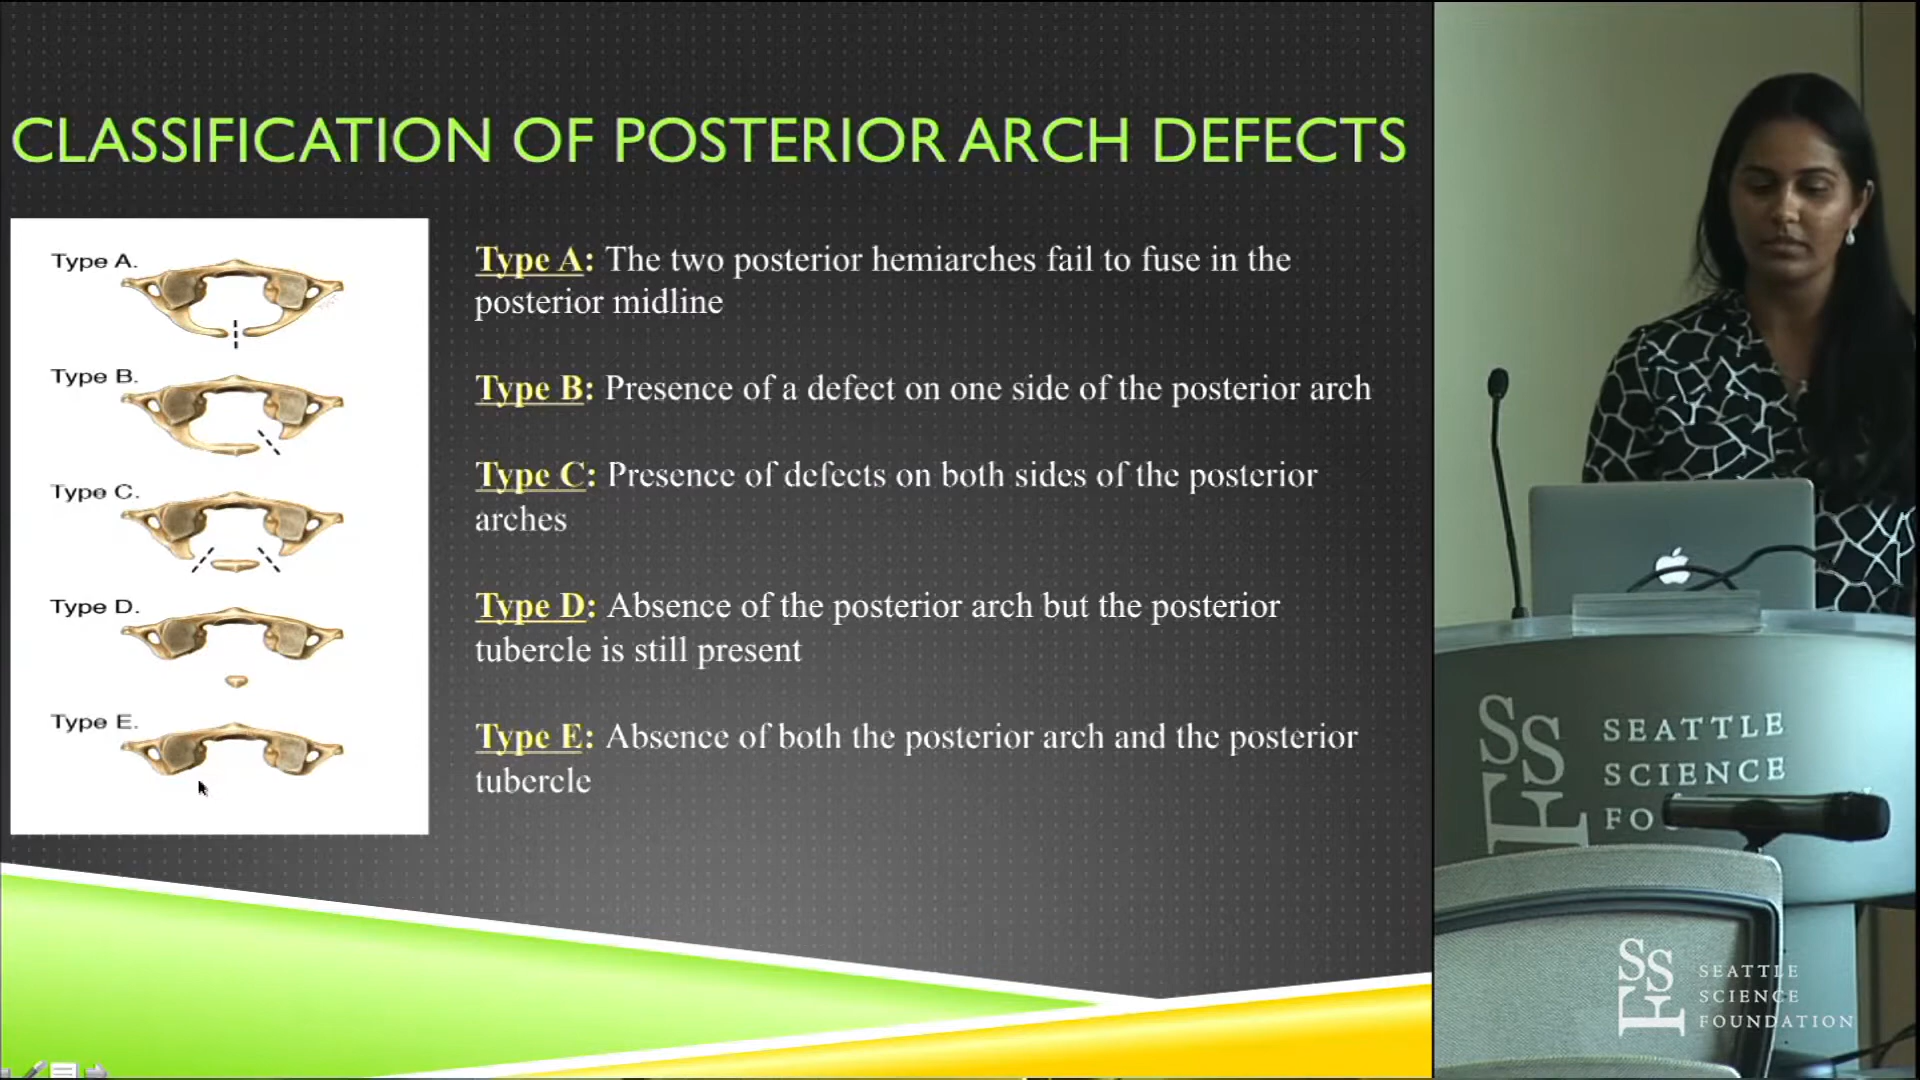 CLASSIFICATION OF POSTERIOR ARCH DEFECTS
Type A.
Type B.
Type C.
Type D.
Type E.
Type A: The two posterior hemiarches fail to fuse in the
posterior midline
Type B: Presence of a defect on one side of the posterior arch
Type C: Presence of defects on both sides of the posterior
arches
Type D: Absence of the posterior arch but the posterior
tubercle is still present
Type E: Absence of both the posterior arch and the posterior
tubercle
SSF
SEATTLE
SCIENCE
SSF
SEATTLE
SCIENCE
FOUNDATION